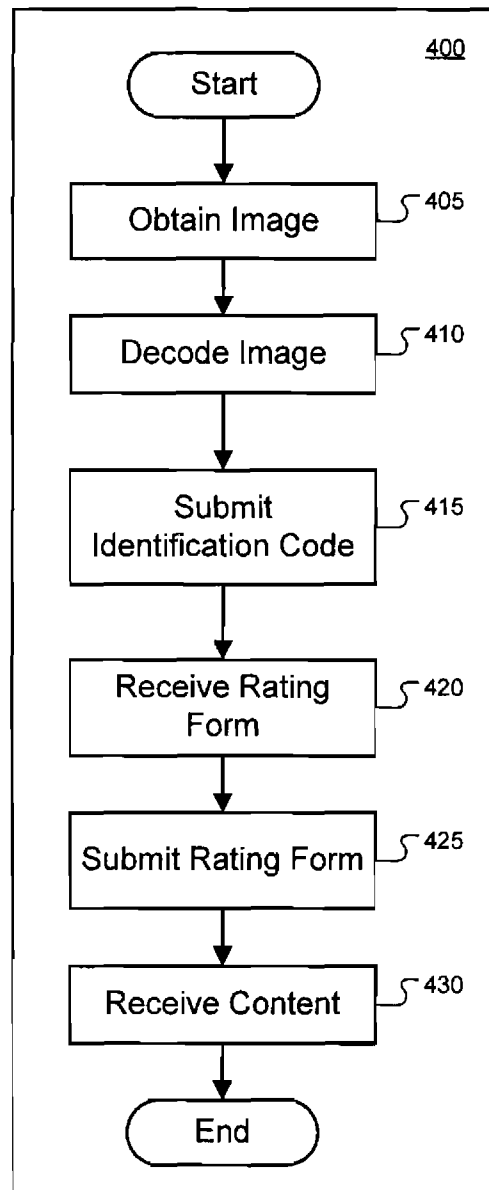 400
Start
Obtain Image
405
Decode Image
410
Submit
Identification Code
415
Receive Rating
Form
420
Submit Rating Form
425
Receive Content
430
End